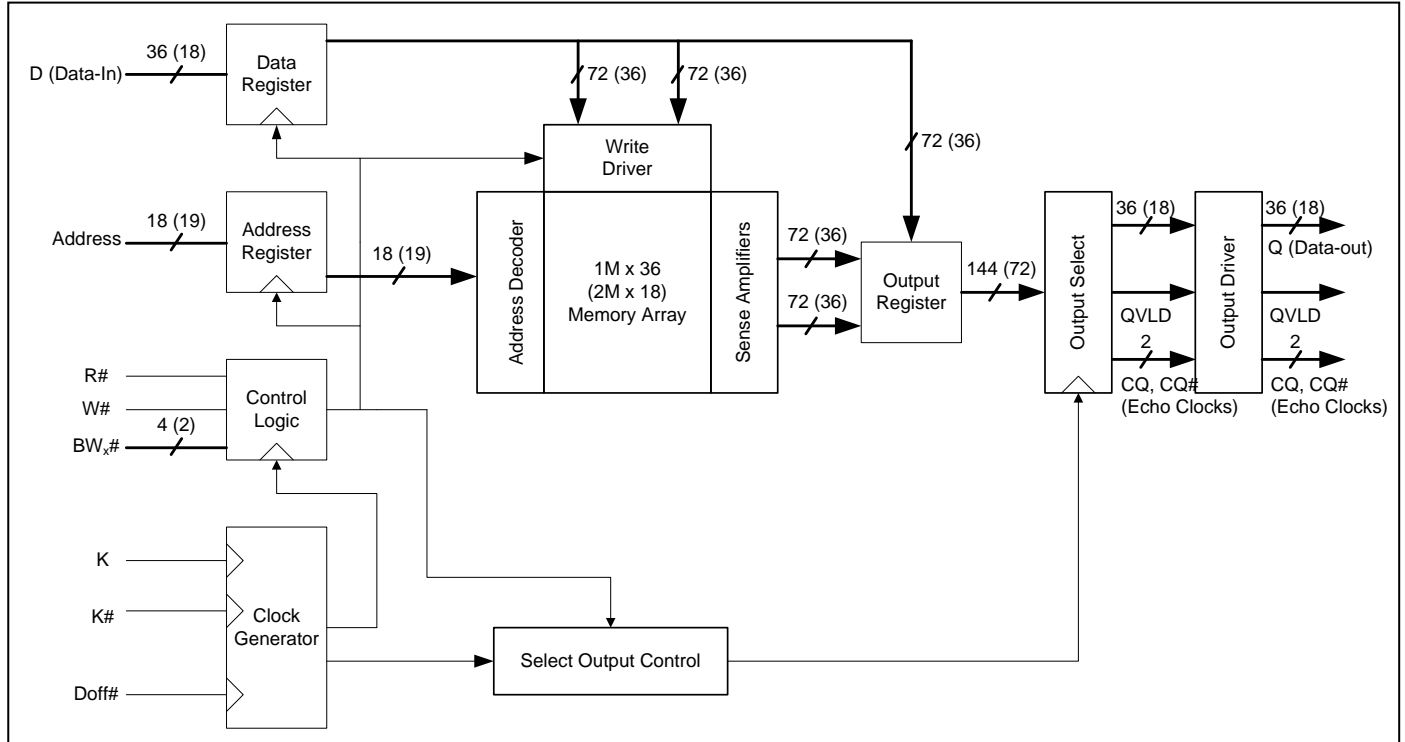 36 (18)
D (Data-In)
Data
Register
72 (36)
72 (36)
72 (36)
Write
Driver
18 (19)
Address
Address
Register
18 (19)
Address Decoder
1M x 36
(2M x 18)
Memory Array
Sense Amplifiers
72 (36)
72 (36)
Output
Register
144 (72)
Output Select
36 (18)
QVLD
2
CQ, CQ#
(Echo Clocks)
Output Driver
36 (18)
Q (Data-out)
QVLD
2
CQ, CQ#
(Echo Clocks)
R#
W#
4 (2)
BWx#
Control
Logic
K
K#
Doff#
Clock
Generator
Select Output Control